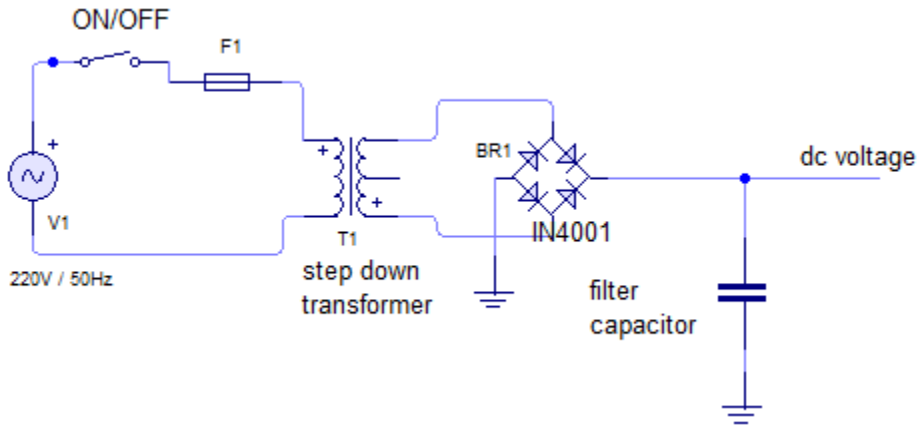 ON/OFF
F1
BR1
dc voltage
V1
T1
IN4001
220V / 50Hz
step down
transformer
filter
capacitor